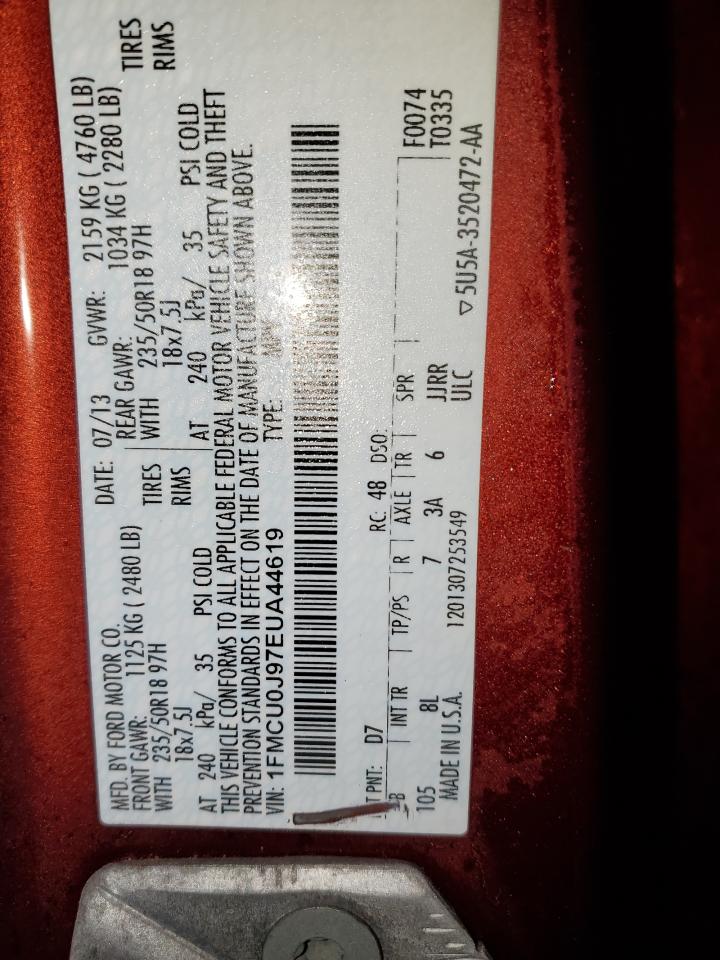 MFD. BY FORD MOTOR CO.
DATE: 07/13 GVWR: 2159 KG ( 4760 LB)
FRONT GAWR: 1125 KG ( 2480 LB)
REAR GAWR: 1034 KG ( 2280 LB)
WITH 235/50R18 97H TIRES
WITH 235/50R18 97H TIRES
18x7.5J RIMS
18x7.5J RIMS
AT 240 kPa/ 35 PSI COLD
AT 240 kPa/ 35 PSI COLD
THIS VEHICLE CONFORMS TO ALL APPLICABLE FEDERAL MOTOR VEHICLE SAFETY AND THEFT
PREVENTION STANDARDS IN EFFECT ON THE DATE OF MANUFACTURE SHOWN ABOVE.
VIN: 1FMCU0J97EUA44619 TYPE: MPV
PNT: D7 RC: 48 DSO:
INT TR TP/PS R AXLE TR SPR F0074
105 8L 7 3A 6 JJRR T0335
MADE IN U.S.A. 1201307253549 ULC
▽5U5A-3520472-AA